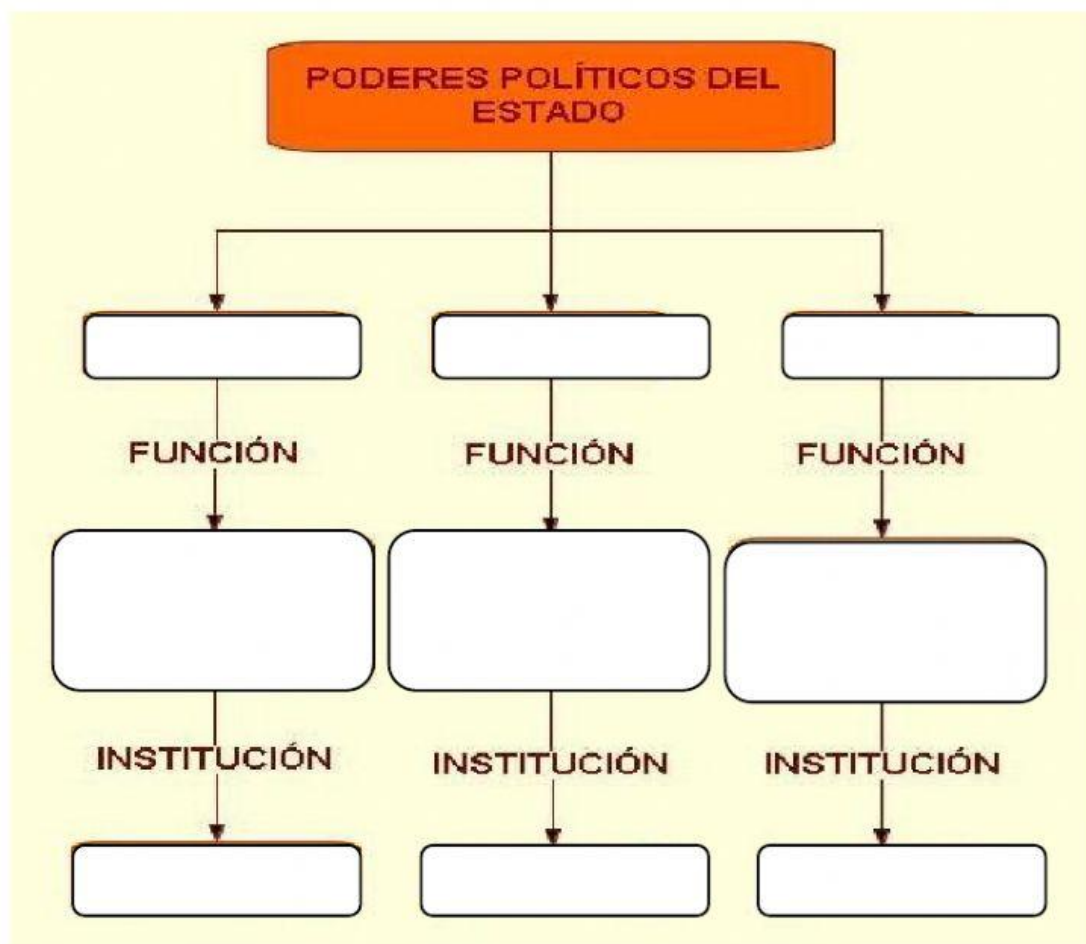 PODERES POLÍTICOS DEL
ESTADO
FUNCIÓN
FUNCIÓN
FUNCIÓN
INSTITUCIÓN
INSTITUCIÓN
INSTITUCIÓN